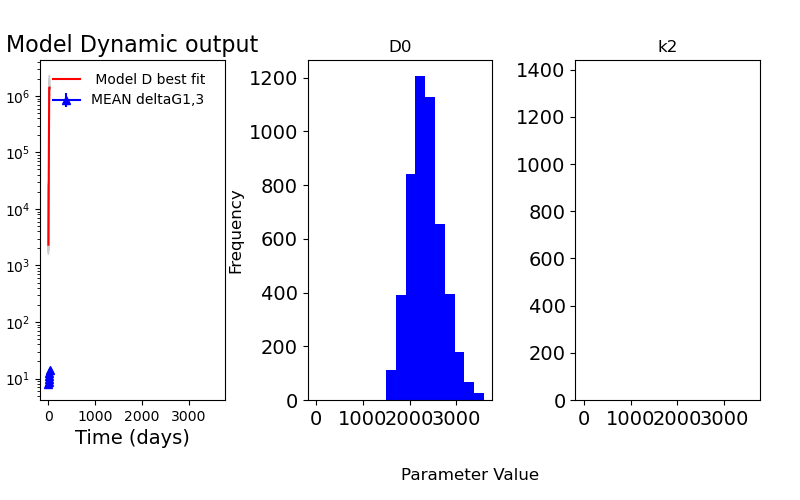 Model Dynamic output
Model D best fit
MEAN deltaG1,3
10^6
10^5
10^4
10^3
10^2
10^1
0 1000 2000 3000
Time (days)
D0
Frequency
1200
1000
800
600
400
200
0
0 1000 2000 3000
k2
1400
1200
1000
800
600
400
200
0
0 1000 2000 3000
Parameter Value